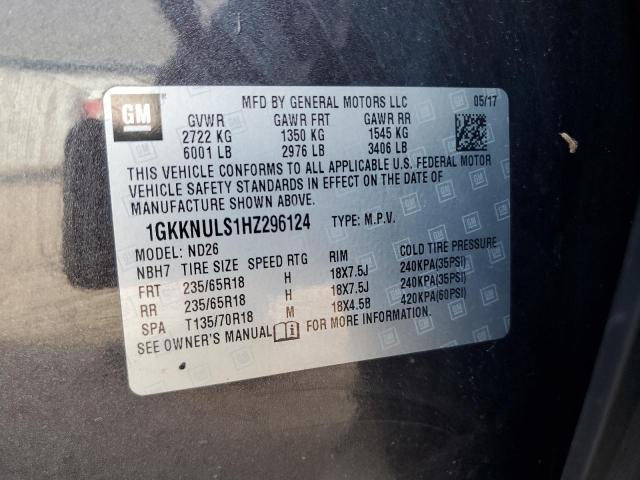 GM
MFD BY GENERAL MOTORS LLC 05/17
GVWR GAWR FRT GAWR RR
2722 KG 1350 KG 1545 KG
6001 LB 2976 LB 3406 LB
THIS VEHICLE CONFORMS TO ALL APPLICABLE U.S. FEDERAL MOTOR
VEHICLE SAFETY STANDARDS IN EFFECT ON THE DATE OF
MANUFACTURE SHOWN ABOVE.
1GKKNULS1HZ296124 TYPE: M.P.V.
MODEL: ND26
NBH7 TIRE SIZE SPEED RTG RIM COLD TIRE PRESSURE
FRT 235/65R18 H 18X7.5J 240KPA(35PSI)
RR 235/65R18 H 18X7.5J 240KPA(35PSI)
SPA T135/70R18 M 18X4.5B 420KPA(60PSI)
SEE OWNER'S MANUAL FOR MORE INFORMATION.